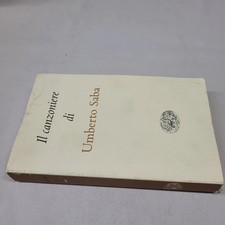 Il canzoniere
di
Umberto Saba